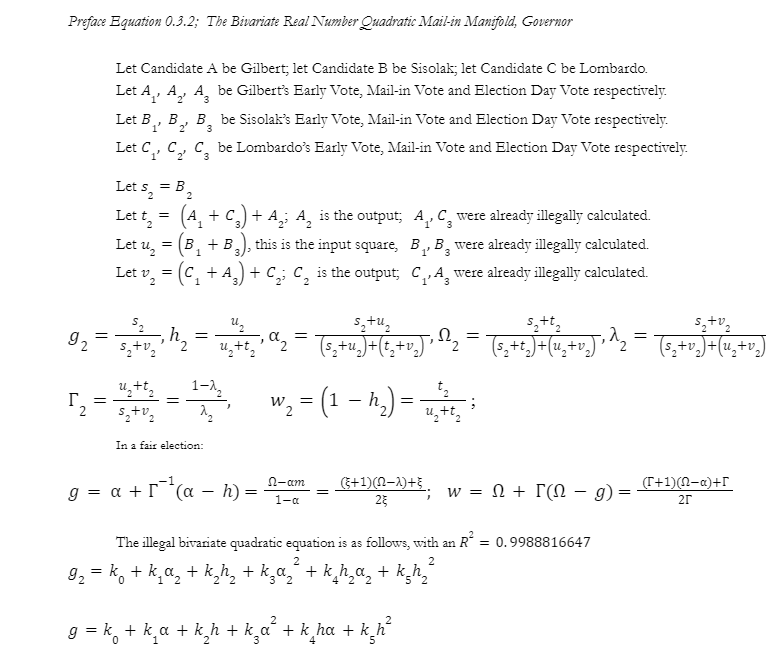 Preface Equation 0.3.2; The Bivariate Real Number Quadratic Mail-in Manifold, Governor
Let Candidate A be Gilbert; let Candidate B be Sisolak; let Candidate C be Lombardo.
Let A₁, A₂, A₃ be Gilbert's Early Vote, Mail-in Vote and Election Day Vote respectively.
Let B₁, B₂, B₃ be Sisolak's Early Vote, Mail-in Vote and Election Day Vote respectively.
Let C₁, C₂, C₃ be Lombardo's Early Vote, Mail-in Vote and Election Day Vote respectively.
Let s₂ = B₂
Let t₂ = (A₁ + C₃) + A₂; A₂ is the output; A₁, C₃ were already illegally calculated.
Let u₂ = (B₁ + B₃), this is the input square, B₁, B₃ were already illegally calculated.
Let v₂ = (C₁ + A₃) + C₂; C₂ is the output; C₁, A₃ were already illegally calculated.
g₂ = s₂/(s₂+v₂), h₂ = u₂/(u₂+t₂), α₂ = (s₂+u₂)/((s₂+u₂)+(t₂+v₂)), Ω₂ = (s₂+t₂)/((s₂+t₂)+(u₂+v₂)), λ₂ = (s₂+v₂)/((s₂+v₂)+(u₂+v₂))
Γ₂ = (u₂+t₂)/(s₂+v₂) = (1−λ₂)/λ₂, w₂ = (1 − h₂) = t₂/(u₂+t₂);
In a fair election:
g = α + Γ⁻¹(α − h) = (Ω−αm)/(1−α) = ((ξ+1)(Ω−λ)+ξ)/(2ξ); w = Ω + Γ(Ω − g) = ((Γ+1)(Ω−α)+Γ)/(2Γ)
The illegal bivariate quadratic equation is as follows, with an R² = 0.9988816647
g₂ = k₀ + k₁α₂ + k₂h₂ + k₃α₂² + k₄h₂α₂ + k₅h₂²
g = k₀ + k₁α + k₂h + k₃α² + k₄hα + k₅h²